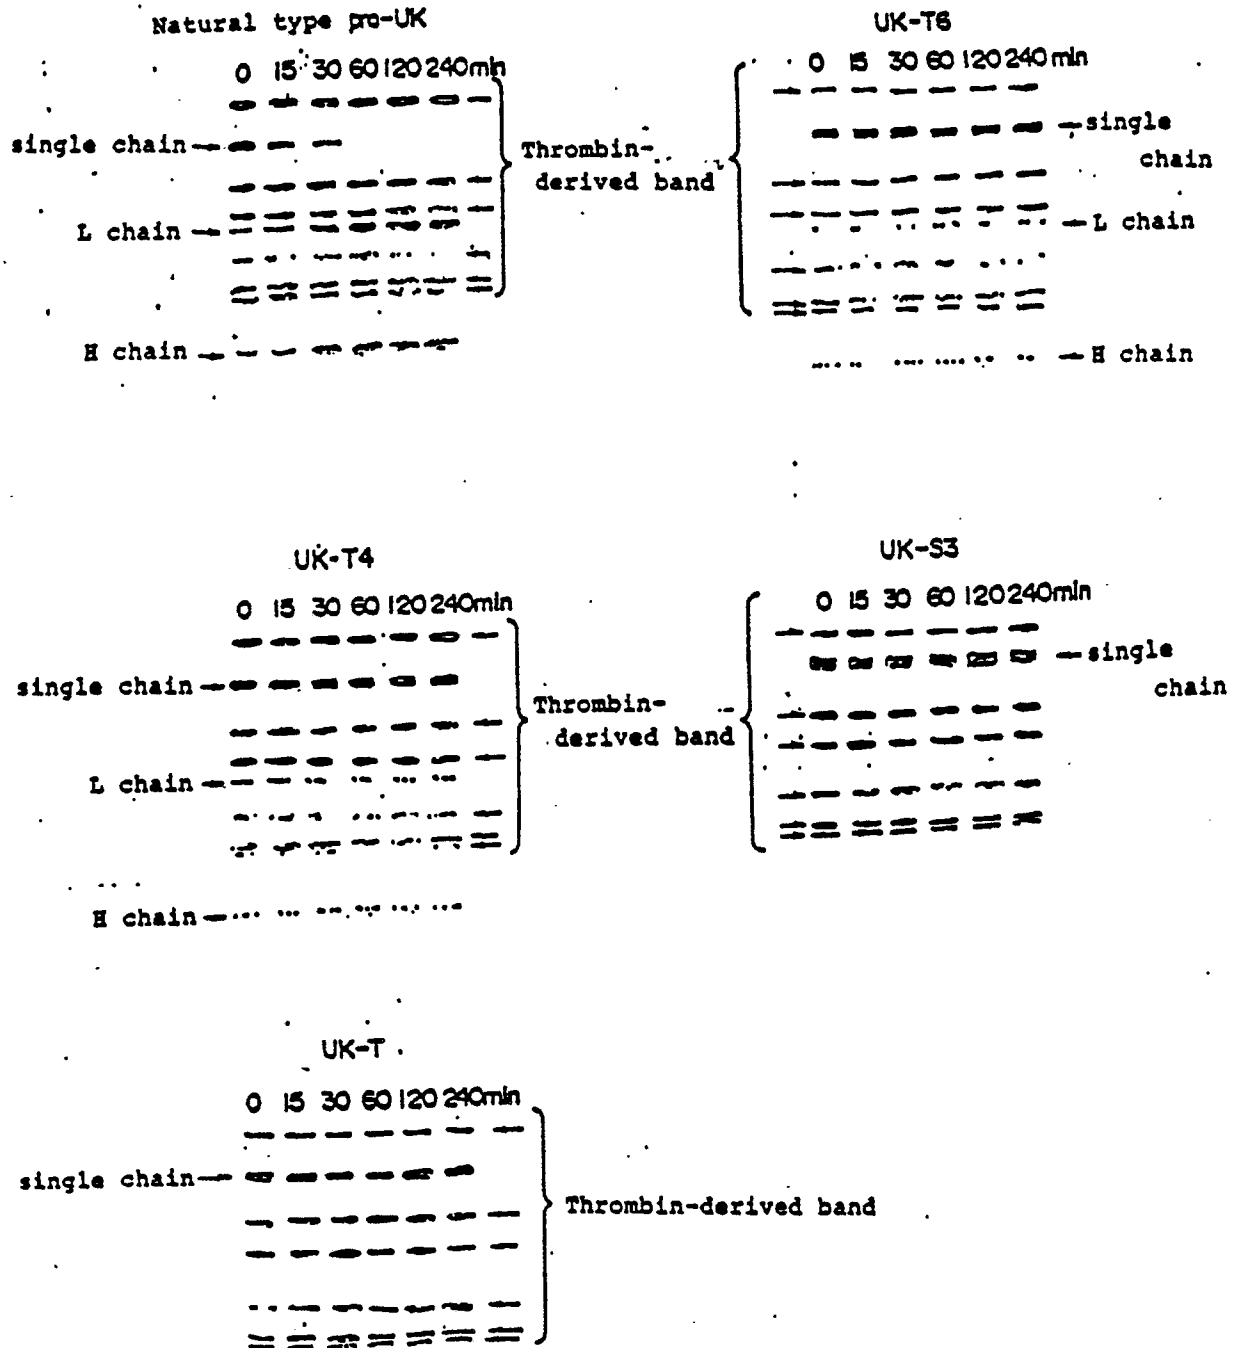 Natural type pro-UK
0 15 30 60 120 240min
single chain
L chain
H chain
Thrombin-
derived band
UK-T6
0 15 30 60 120 240min
single
chain
L chain
H chain
UK-T4
0 15 30 60 120 240min
single chain
L chain
H chain
Thrombin-
derived band
UK-S3
0 15 30 60 120 240min
single
chain
UK-T
0 15 30 60 120 240min
single chain
Thrombin-derived band